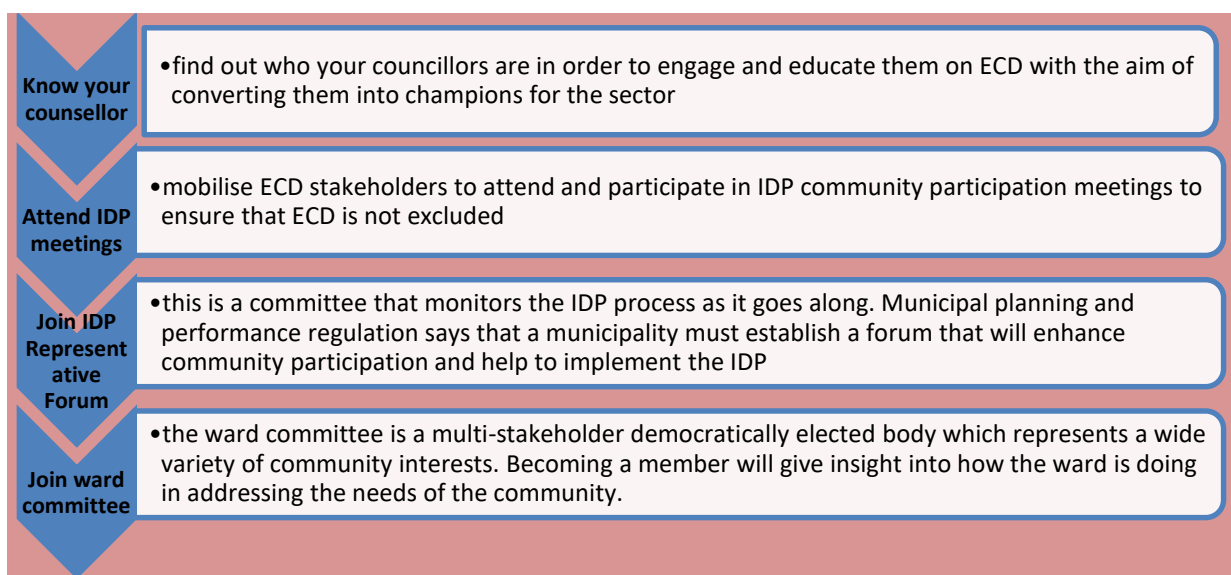 Know your
counsellor
•find out who your councillors are in order to engage and educate them on ECD with the aim of
converting them into champions for the sector
Attend IDP
meetings
•mobilise ECD stakeholders to attend and participate in IDP community participation meetings to
ensure that ECD is not excluded
Join IDP
Represent
ative
Forum
•this is a committee that monitors the IDP process as it goes along. Municipal planning and
performance regulation says that a municipality must establish a forum that will enhance
community participation and help to implement the IDP
Join ward
committee
•the ward committee is a multi-stakeholder democratically elected body which represents a wide
variety of community interests. Becoming a member will give insight into how the ward is doing
in addressing the needs of the community.